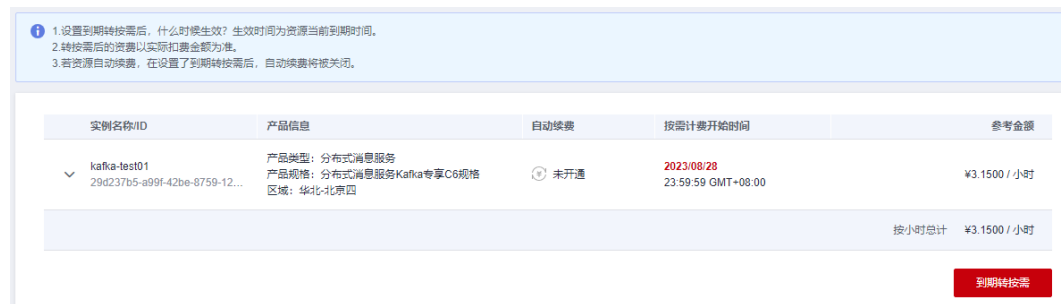 1.设置到期转按需后，什么时候生效？生效时间为资源当前到期时间。
2.转按需后的资费以实际扣费金额为准。
3.若资源自动续费，在设置了到期转按需后，自动续费将被关闭。
实例名称/ID 产品信息 自动续费 按需计费开始时间 参考金额
kafka-test01
29d237b5-a99f-42be-8759-12...
产品类型：分布式消息服务
产品规格：分布式消息服务Kafka专享C6规格
区域：华北-北京四
未开通
2023/08/28
23:59:59 GMT+08:00
¥3.1500 / 小时
按小时总计 ¥3.1500 / 小时
到期转按需